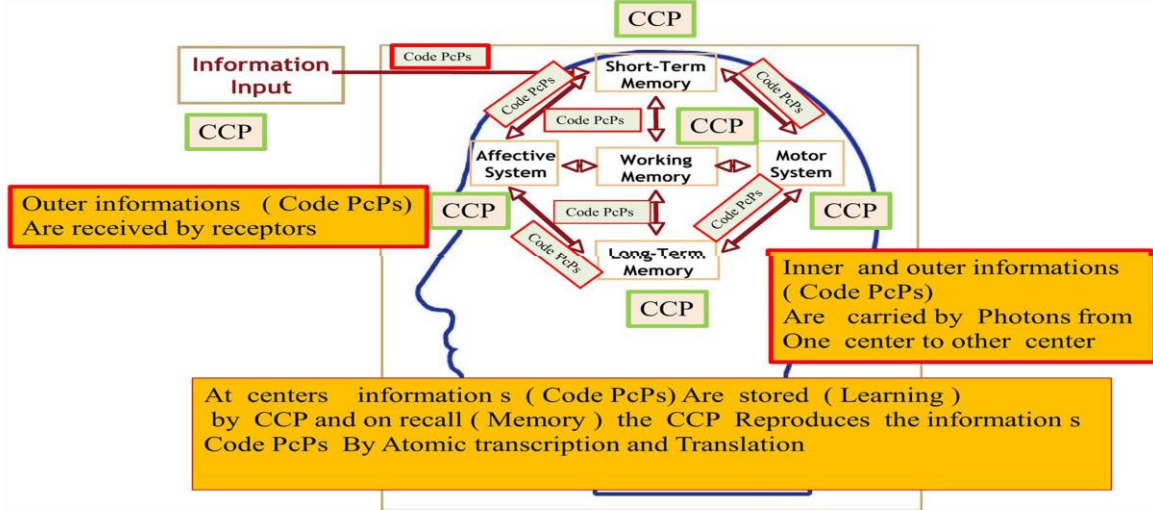 CCP
Code PcPs
Information
Input
Short-Term
Memory
Code PcPs
Code PcPs
CCP
Code PcPs
CCP
Affective
System
Working
Memory
Motor
System
Outer informations ( Code PcPs)
Are received by receptors
CCP
Code PcPs
Code PcPs
CCP
Code PcPs
Long-Term
Memory
CCP
Inner and outer informations
( Code PcPs)
Are carried by Photons from
One center to other center
At centers information s ( Code PcPs) Are stored ( Learning )
by CCP and on recall ( Memory ) the CCP Reproduces the information s
Code PcPs By Atomic transcription and Translation